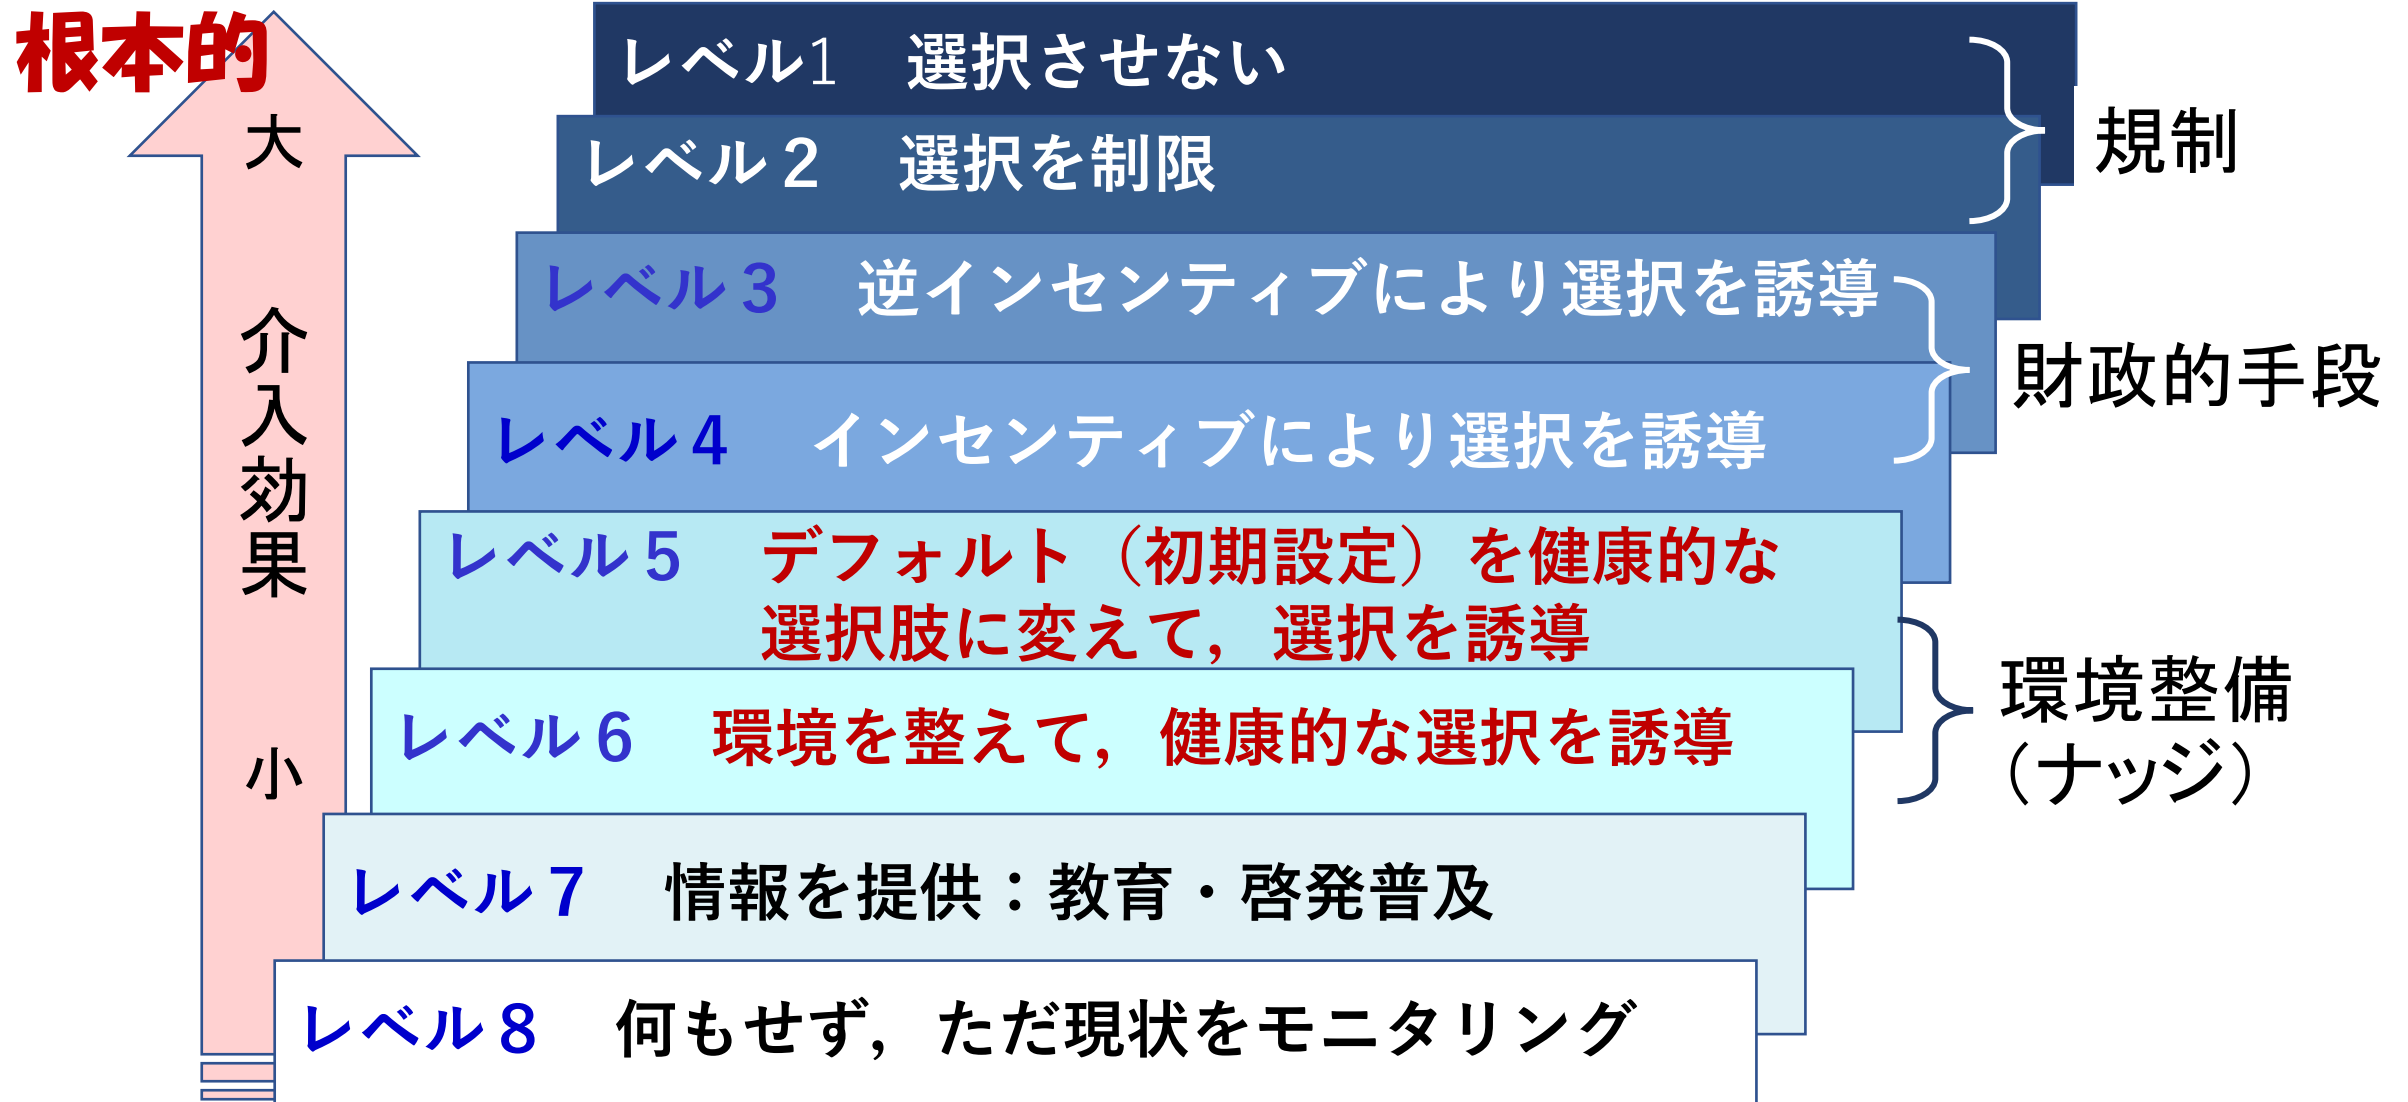 根本的
大
介入効果
小
レベル1　選択させない
レベル２　選択を制限
規制
レベル３　逆インセンティブにより選択を誘導
レベル４　インセンティブにより選択を誘導
財政的手段
レベル５　デフォルト（初期設定）を健康的な
選択肢に変えて，選択を誘導
レベル６　環境を整えて，健康的な選択を誘導
環境整備
（ナッジ）
レベル７　情報を提供：教育・啓発普及
レベル８　何もせず，ただ現状をモニタリング